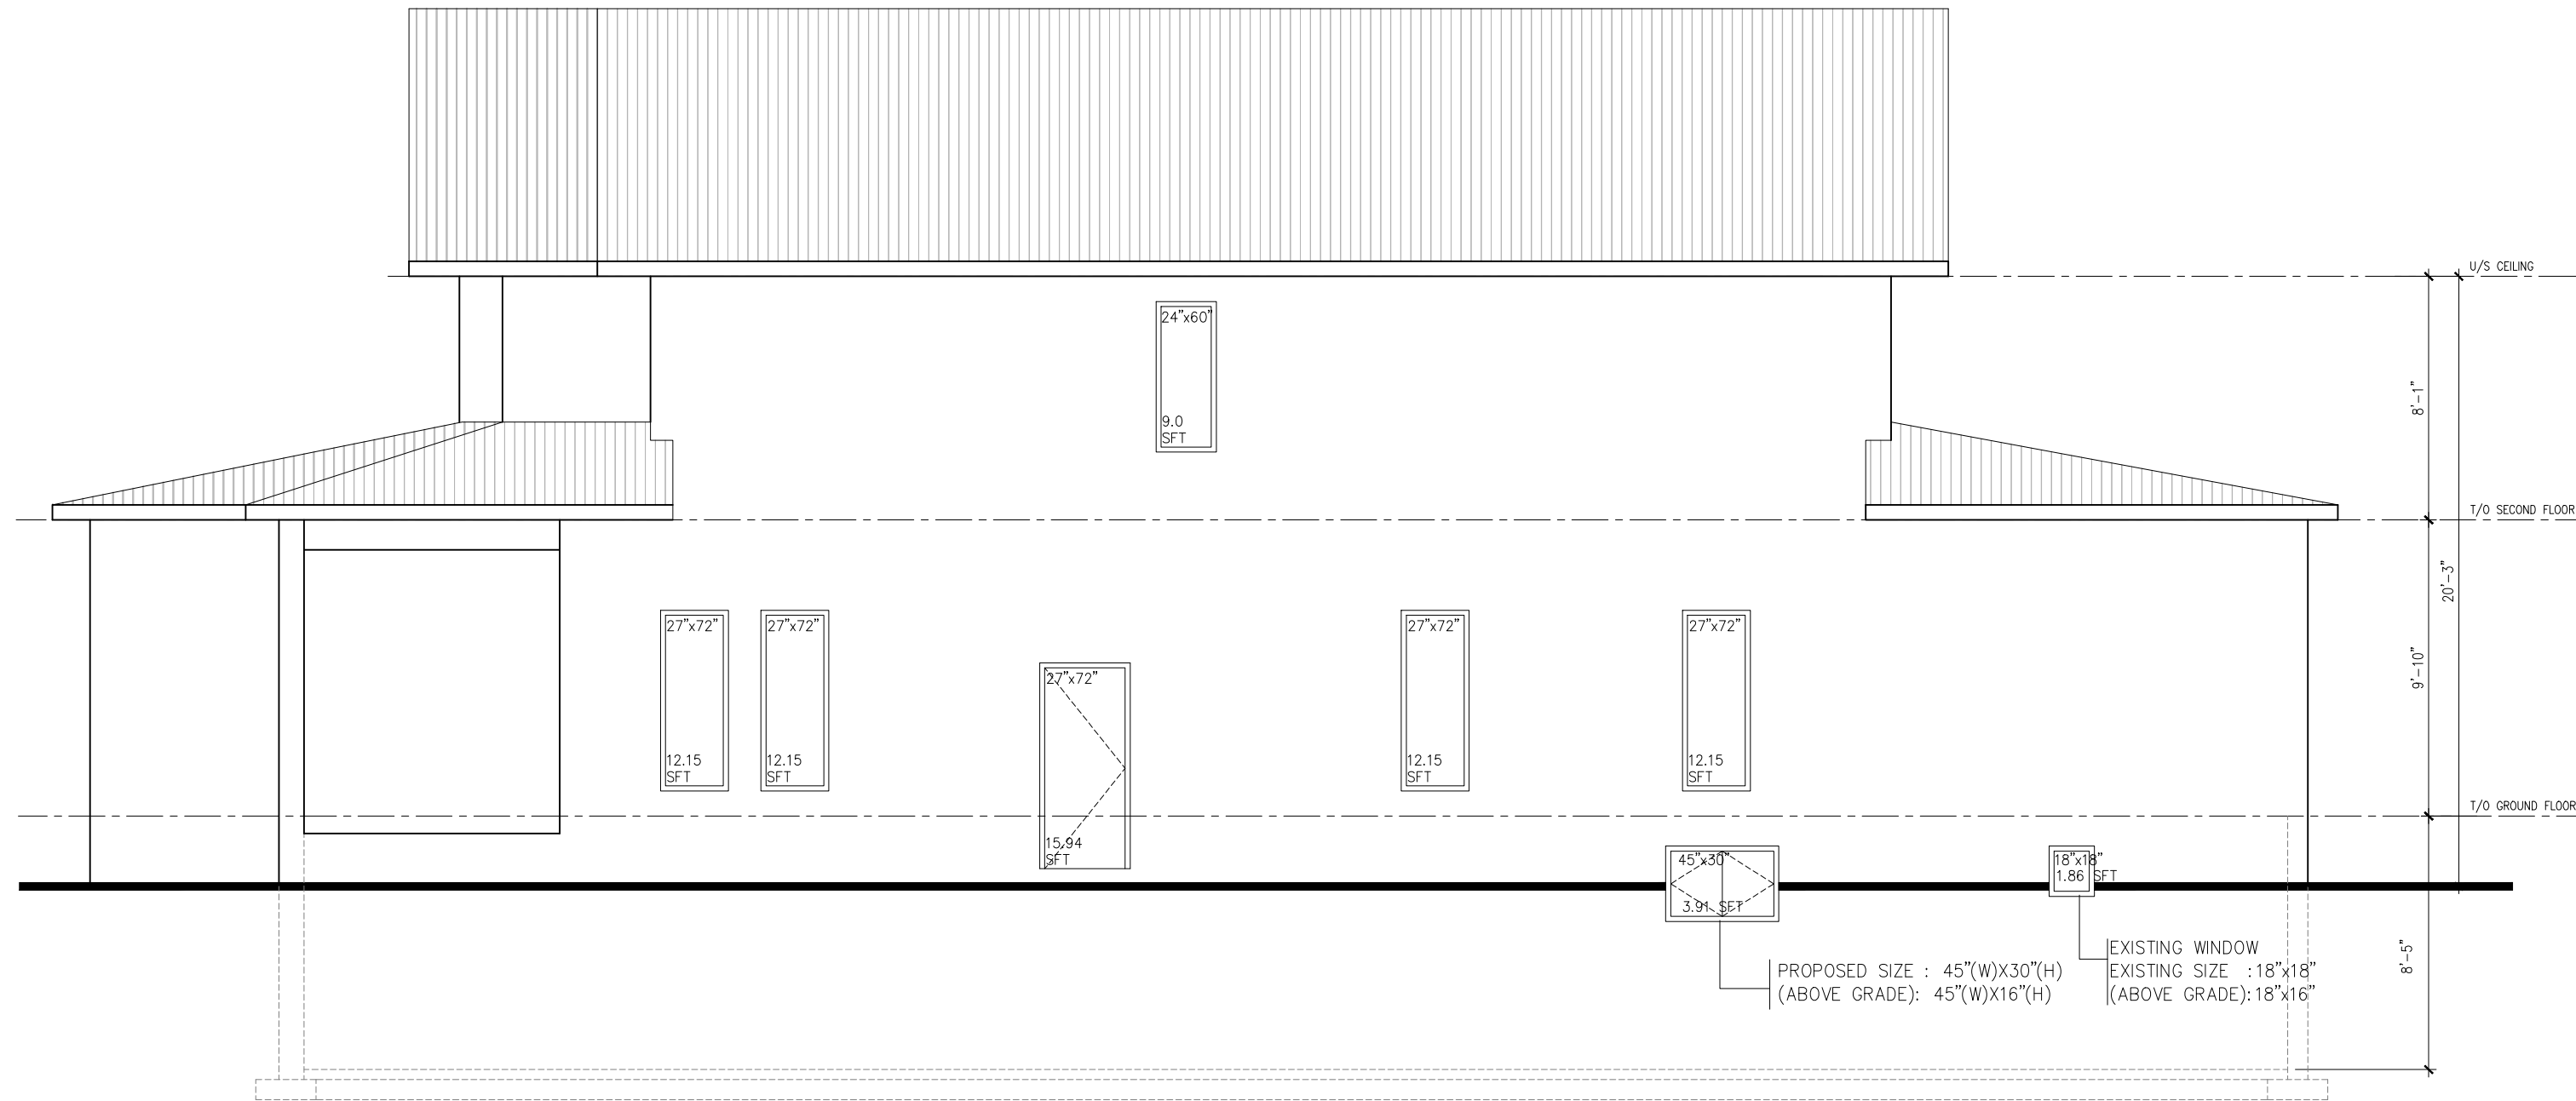 U/S CEILING
24"x60"
9.0
SFT
8'-1"
T/O SECOND FLOOR
20'-3"
27"x72"
27"x72"
27"x72"
27"x72"
27"x72"
9'-10"
12.15
SFT
12.15
SFT
12.15
SFT
12.15
SFT
T/O GROUND FLOOR
15.94
SFT
45"x30"
3.91 SFT
18"x18"
1.86 SFT
8'-5"
PROPOSED SIZE : 45"(W)X30"(H)
(ABOVE GRADE): 45"(W)X16"(H)
EXISTING WINDOW
EXISTING SIZE :18"x18"
(ABOVE GRADE):18"x16"